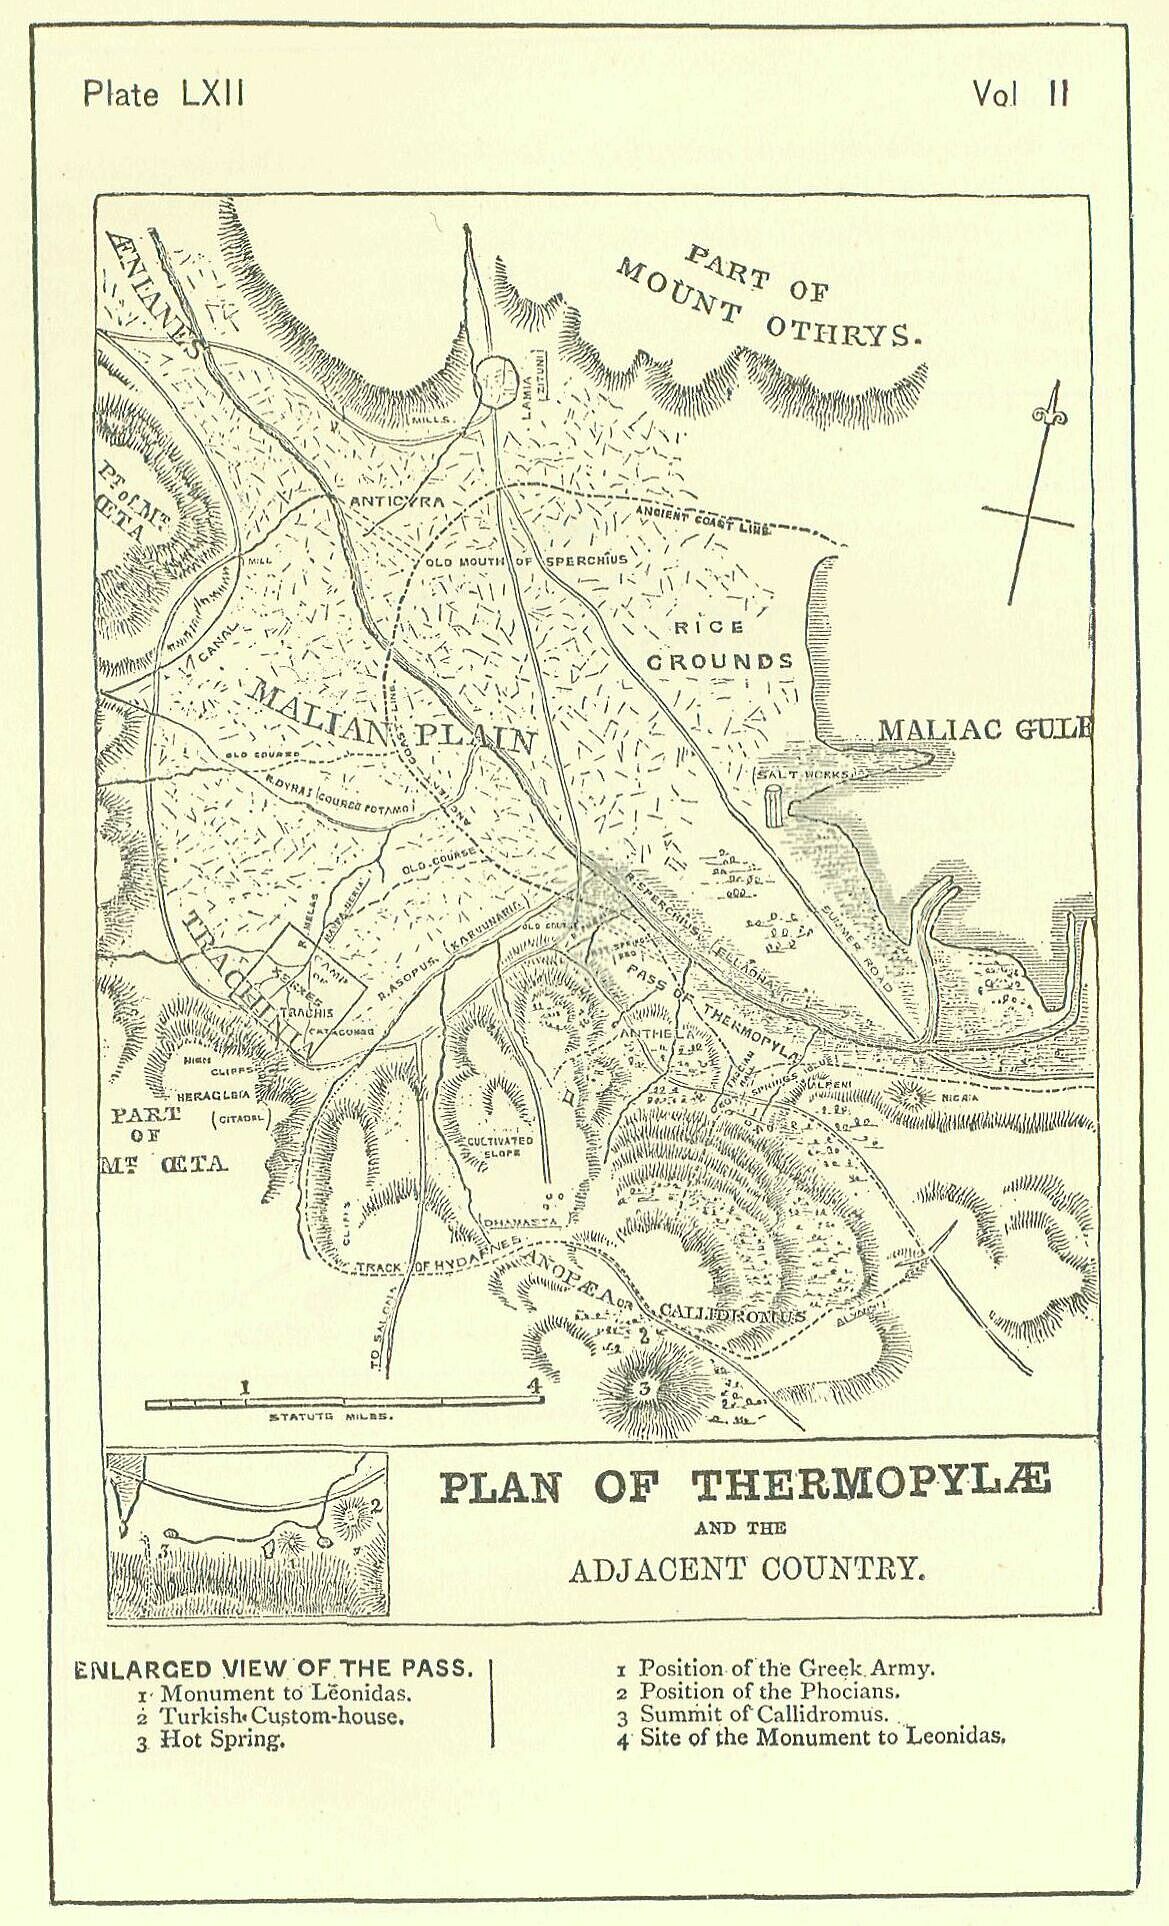 Plate LXII
Vol II
ÆNIANES
PART OF
MOUNT OTHRYS.
LAMIA
ZITUNI
MILLS
Pt of Mt
ŒTA
ANTICYRA
ANCIENT COAST LINE
MILL
OLD MOUTH OF SPERCHIUS
CANAL
RICE
GROUNDS
MALIAN PLAIN
MALIAC GULF
OLD COURSE
R. DYRAS (GOURGO POTAMO)
ANCIENT COAST LINE
SALT WORKS
OLD COURSE
R. MELAS
R. SPERCHIUS (ELLADHA)
SUMMER ROAD
TRACHINIA
CAMP
OF
XERXES
TRACHIS
R. ASOPUS (KARVUNARIA)
PASS OF THERMOPYLÆ
ANTHELA
HIGH
CLIFFS
HERACLEIA
(CITADEL)
PART
OF
Mt ŒTA
ALPENI
NICÆA
CULTIVATED
SLOPE
CLIFFS
DHAMASTA
TRACK OF HYDARNES
ANOPÆA OR
CALLIDROMUS
TO SALONA
2
3
1
4
STATUTE MILES.
3
1
2
PLAN OF THERMOPYLÆ
AND THE
ADJACENT COUNTRY.
ENLARGED VIEW OF THE PASS.
1 Monument to Leonidas.
2 Turkish Custom-house.
3 Hot Spring.
1 Position of the Greek Army.
2 Position of the Phocians.
3 Summit of Callidromus.
4 Site of the Monument to Leonidas.